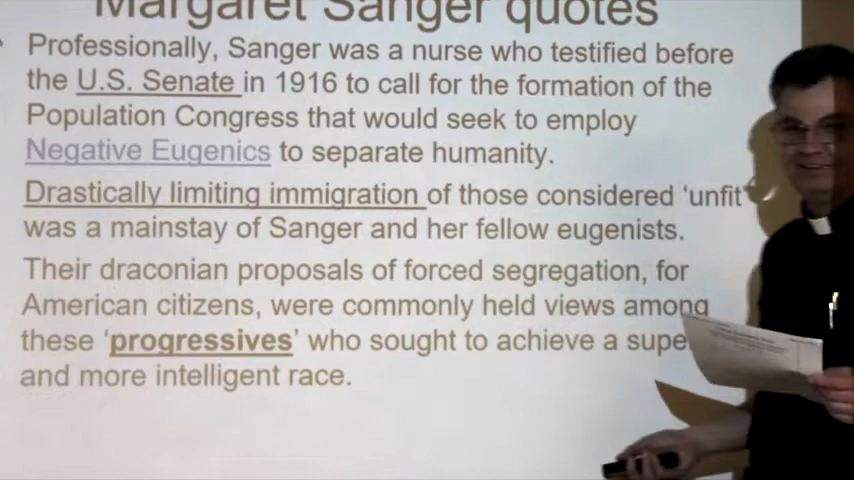 Margaret Sanger quotes
Professionally, Sanger was a nurse who testified before
the U.S. Senate in 1916 to call for the formation of the
Population Congress that would seek to employ
Negative Eugenics to separate humanity.
Drastically limiting immigration of those considered 'unfit'
was a mainstay of Sanger and her fellow eugenists.
Their draconian proposals of forced segregation, for
American citizens, were commonly held views among
these 'progressives' who sought to achieve a supe
and more intelligent race.